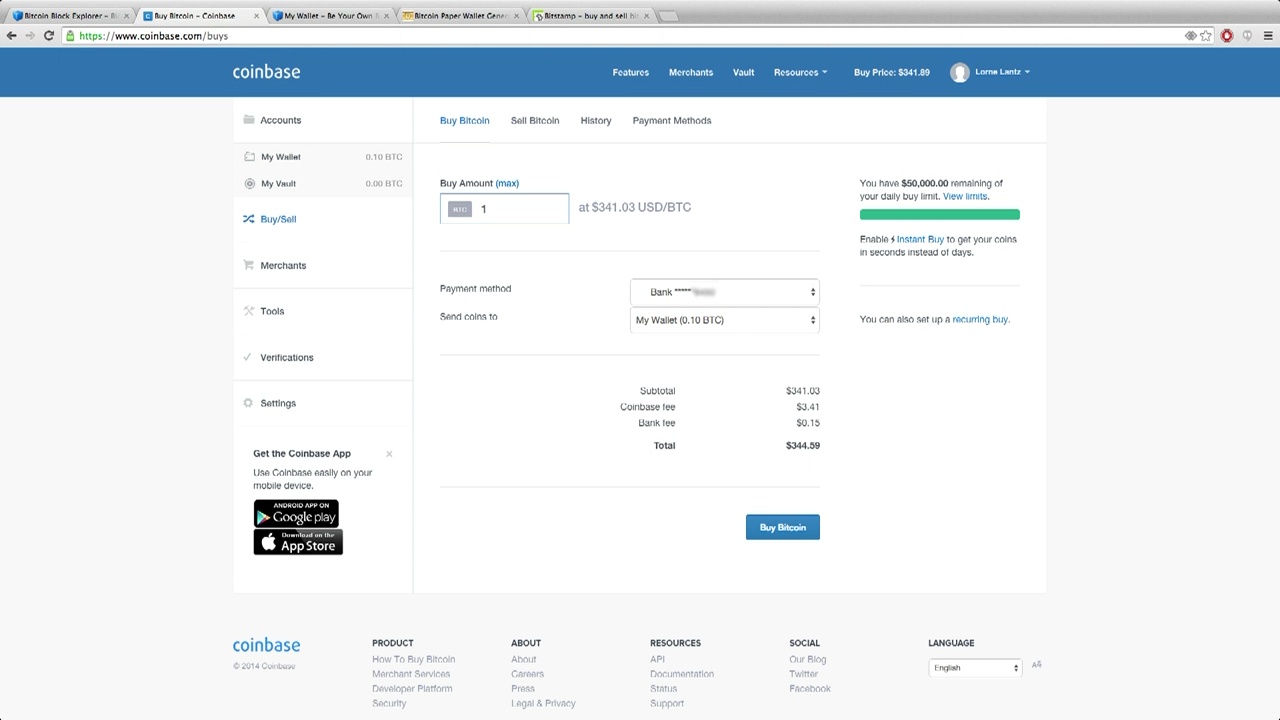 Bitcoin Block Explorer – B
Buy Bitcoin – Coinbase
My Wallet – Be Your Own
Bitcoin Paper Wallet Gener
Bitstamp – buy and sell bit
https://www.coinbase.com/buys
coinbase
Features
Merchants
Vault
Resources
Buy Price: $341.89
Lorne Lantz
Accounts
My Wallet 0.10 BTC
My Vault 0.00 BTC
Buy/Sell
Merchants
Tools
Verifications
Settings
Get the Coinbase App
Use Coinbase easily on your
mobile device.
ANDROID APP ON
Google play
Download on the
App Store
Buy Bitcoin
Sell Bitcoin
History
Payment Methods
Buy Amount (max)
BTC 1 at $341.03 USD/BTC
Payment method Bank *****
Send coins to My Wallet (0.10 BTC)
Subtotal $341.03
Coinbase fee $3.41
Bank fee $0.15
Total $344.59
Buy Bitcoin
You have $50,000.00 remaining of
your daily buy limit. View limits.
Enable Instant Buy to get your coins
in seconds instead of days.
You can also set up a recurring buy.
coinbase
© 2014 Coinbase
PRODUCT
How To Buy Bitcoin
Merchant Services
Developer Platform
Security
ABOUT
About
Careers
Press
Legal & Privacy
RESOURCES
API
Documentation
Status
Support
SOCIAL
Our Blog
Twitter
Facebook
LANGUAGE
English